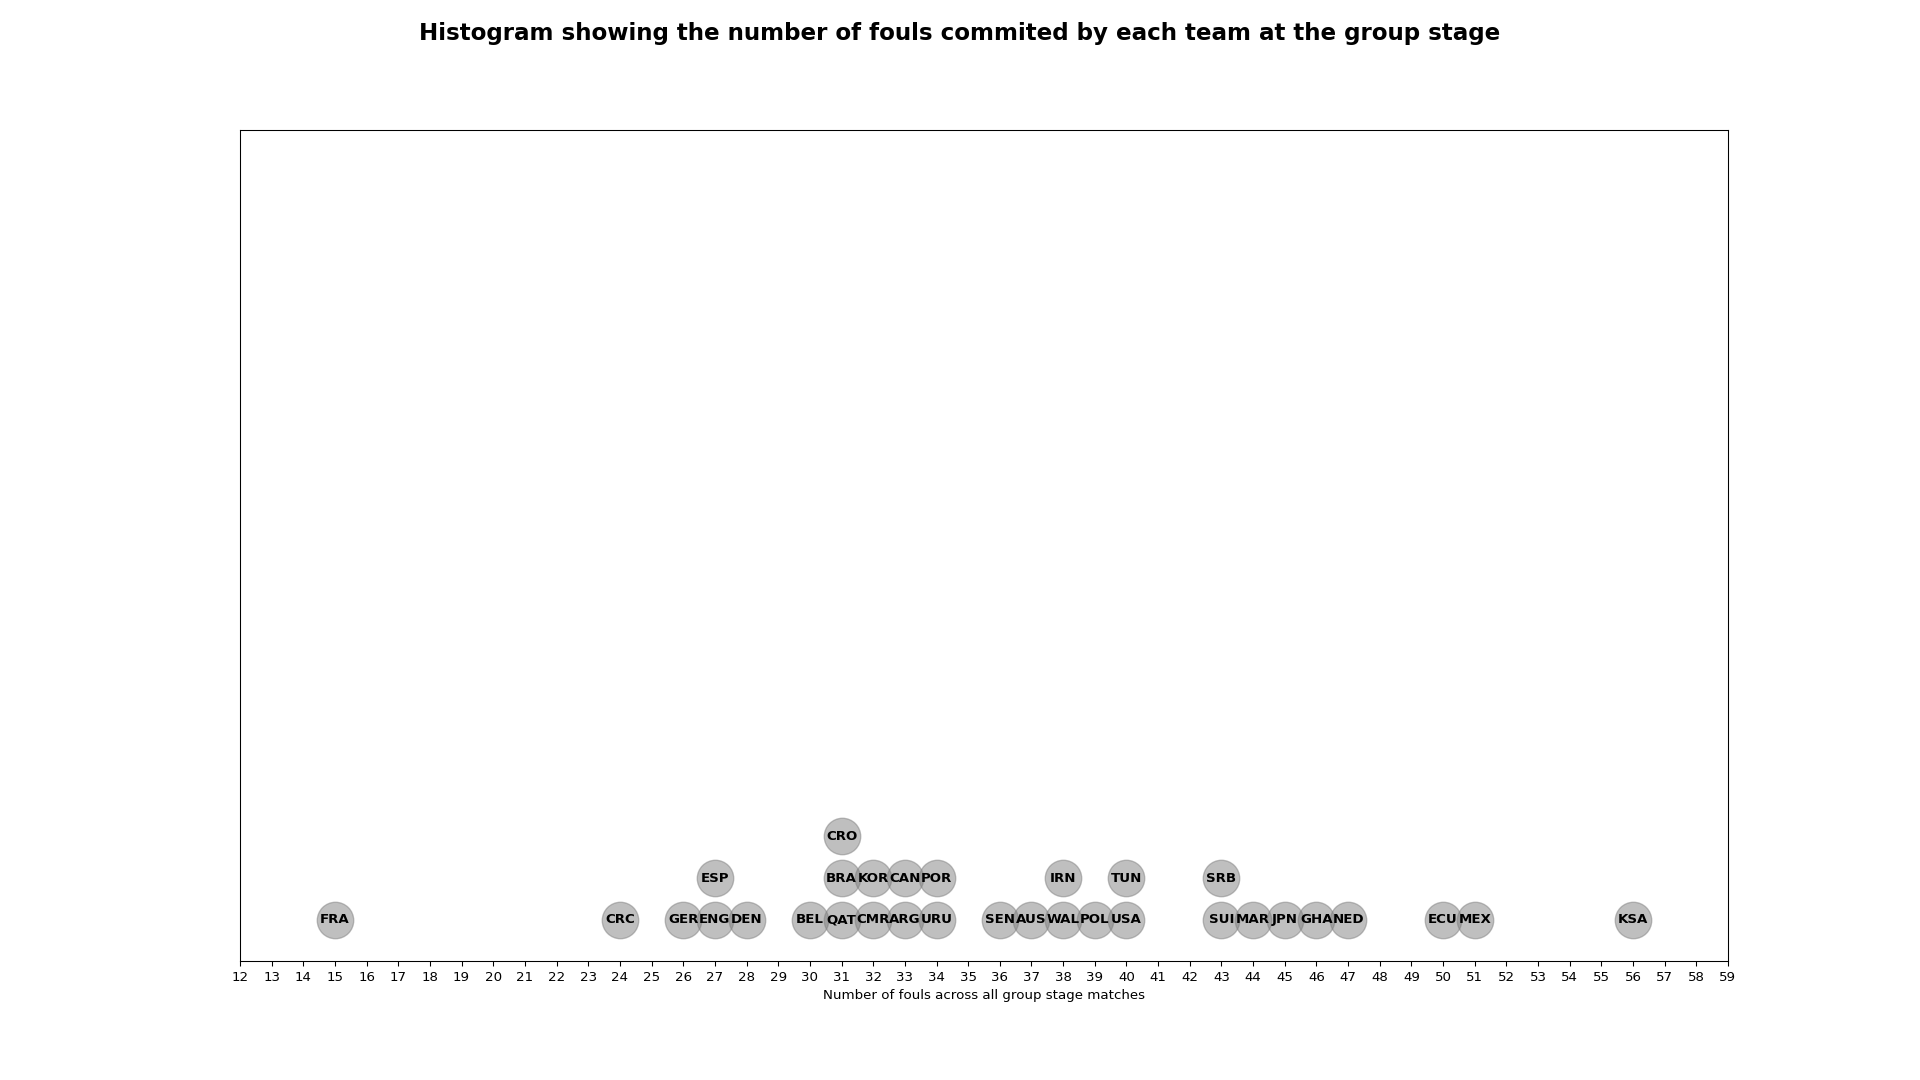 Histogram showing the number of fouls commited by each team at the group stage
CRO
ESP BRA KOR CAN POR IRN TUN SRB
FRA CRC GER ENG DEN BEL QAT CMR ARG URU SEN AUS WAL POL USA SUI MAR JPN GHA NED ECU MEX KSA
12 13 14 15 16 17 18 19 20 21 22 23 24 25 26 27 28 29 30 31 32 33 34 35 36 37 38 39 40 41 42 43 44 45 46 47 48 49 50 51 52 53 54 55 56 57 58 59
Number of fouls across all group stage matches